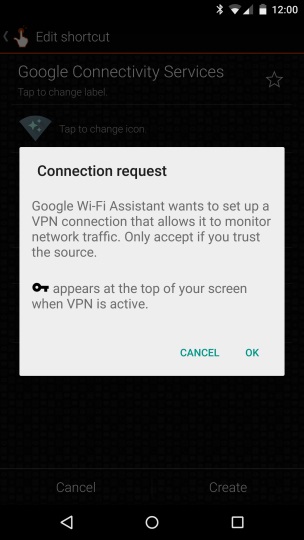 12:00
Edit shortcut
Google Connectivity Services
Tap to change label.
Tap to change icon.
Connection request
Google Wi-Fi Assistant wants to set up a
VPN connection that allows it to monitor
network traffic. Only accept if you trust
the source.
appears at the top of your screen
when VPN is active.
CANCEL OK
Cancel Create